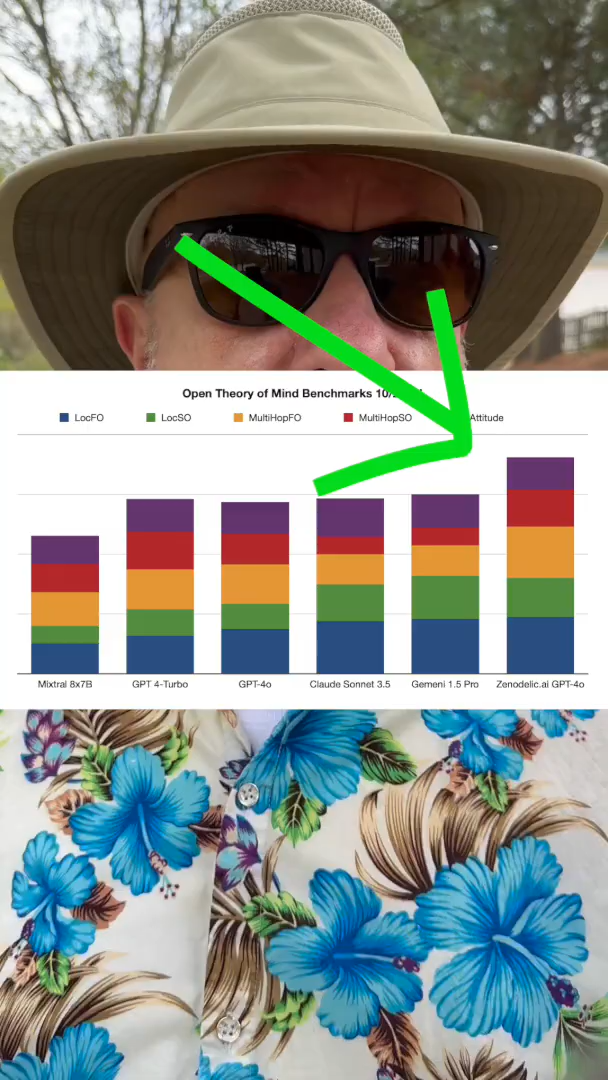 Open Theory of Mind Benchmarks
LocFO LocSO MultiHopFO MultiHopSO Attitude
Mixtral 8x7B GPT 4-Turbo GPT-4o Claude Sonnet 3.5 Gemeni 1.5 Pro Zenodelic.ai GPT-4o